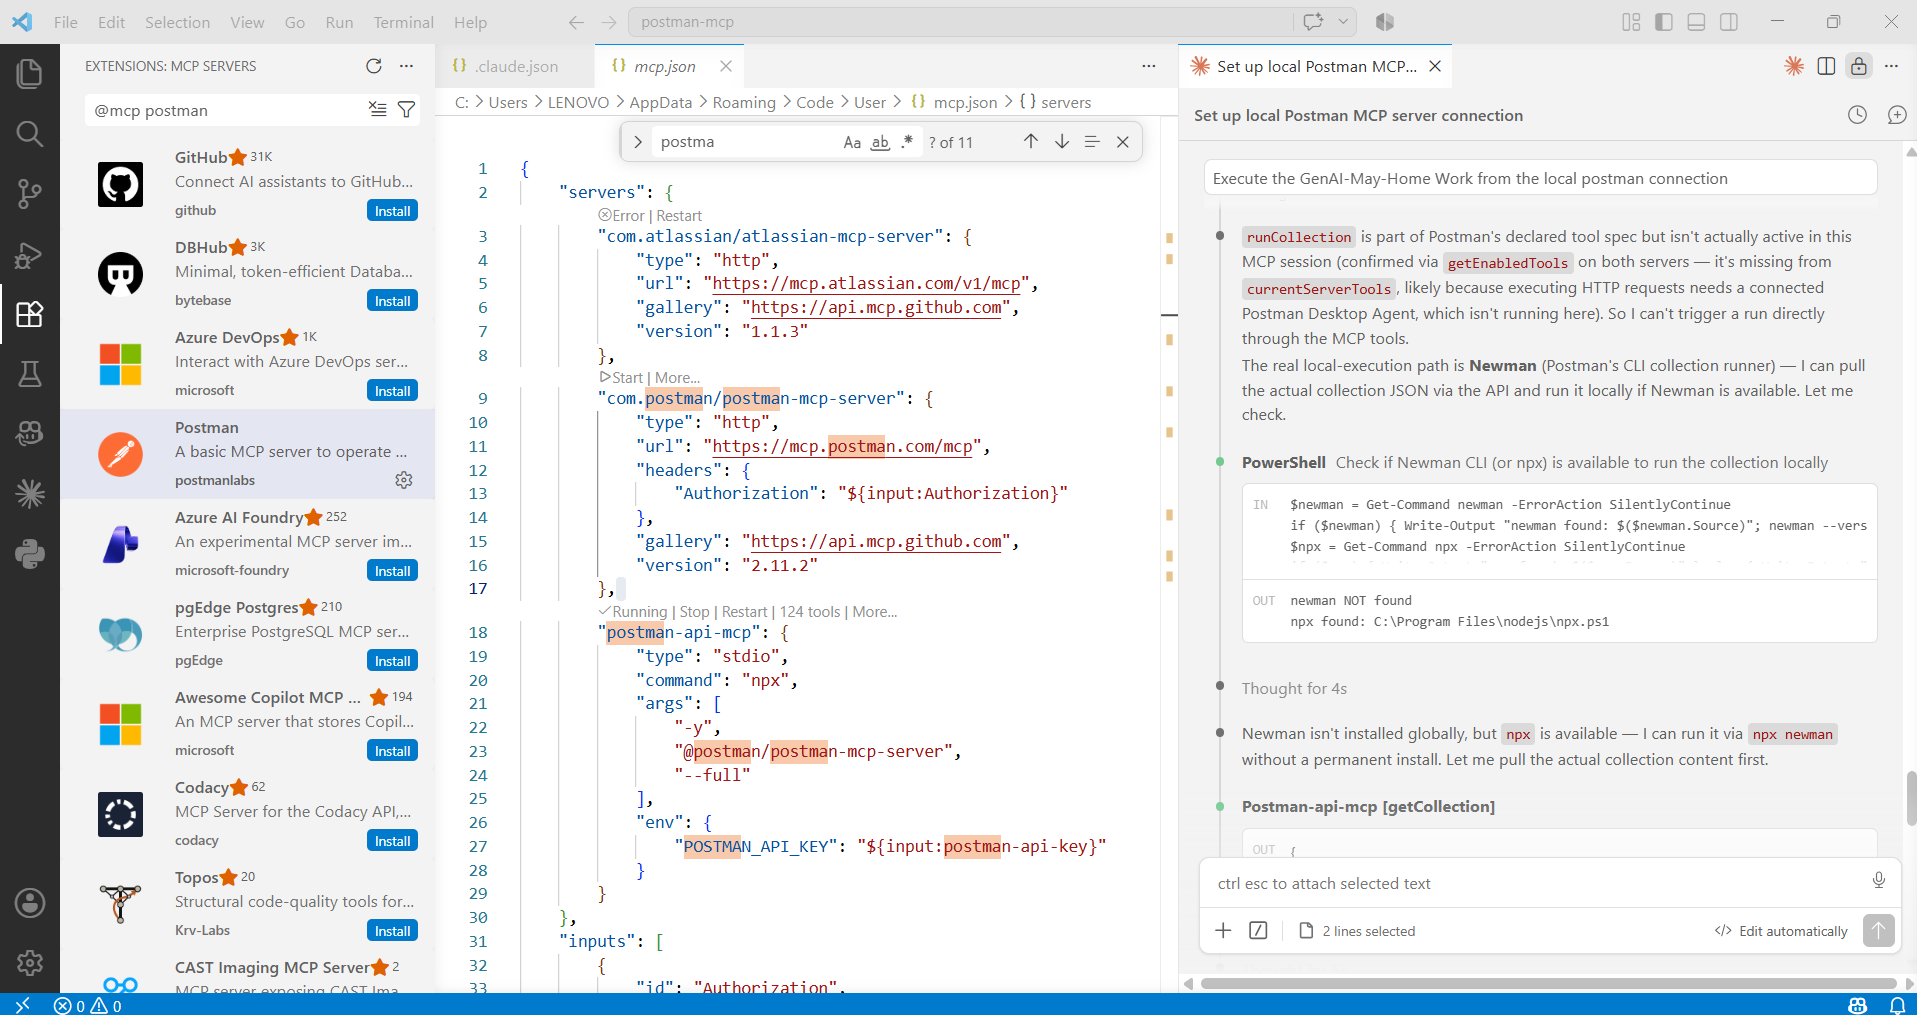 File Edit Selection View Go Run Terminal Help
postman-mcp
EXTENSIONS: MCP SERVERS
@mcp postman
GitHub 31K
Connect AI assistants to GitHub...
github Install
DBHub 3K
Minimal, token-efficient Databa...
bytebase Install
Azure DevOps 1K
Interact with Azure DevOps ser...
microsoft Install
Postman
A basic MCP server to operate ...
postmanlabs
Azure AI Foundry 252
An experimental MCP server im...
microsoft-foundry Install
pgEdge Postgres 210
Enterprise PostgreSQL MCP ser...
pgEdge Install
Awesome Copilot MCP ... 194
An MCP server that stores Copil...
microsoft Install
Codacy 62
MCP Server for the Codacy API,...
codacy Install
Topos 20
Structural code-quality tools for...
Krv-Labs Install
CAST Imaging MCP Server 2
MCP server exposing CAST Ima
{} .claude.json {} mcp.json
C: > Users > LENOVO > AppData > Roaming > Code > User > {} mcp.json > {} servers
postma Aa ab .* ? of 11
1 {
2 "servers": {
Error | Restart
3 "com.atlassian/atlassian-mcp-server": {
4 "type": "http",
5 "url": "https://mcp.atlassian.com/v1/mcp",
6 "gallery": "https://api.mcp.github.com",
7 "version": "1.1.3"
8 },
Start | More...
9 "com.postman/postman-mcp-server": {
10 "type": "http",
11 "url": "https://mcp.postman.com/mcp",
12 "headers": {
13 "Authorization": "${input:Authorization}"
14 },
15 "gallery": "https://api.mcp.github.com",
16 "version": "2.11.2"
17 },
Running | Stop | Restart | 124 tools | More...
18 "postman-api-mcp": {
19 "type": "stdio",
20 "command": "npx",
21 "args": [
22 "-y",
23 "@postman/postman-mcp-server",
24 "--full"
25 ],
26 "env": {
27 "POSTMAN_API_KEY": "${input:postman-api-key}"
28 }
29 }
30 },
31 "inputs": [
32 {
33 "id": "Authorization",
Set up local Postman MCP...
Set up local Postman MCP server connection
Execute the GenAI-May-Home Work from the local postman connection
runCollection is part of Postman's declared tool spec but isn't actually active in this
MCP session (confirmed via getEnabledTools on both servers — it's missing from
currentServerTools, likely because executing HTTP requests needs a connected
Postman Desktop Agent, which isn't running here). So I can't trigger a run directly
through the MCP tools.
The real local-execution path is Newman (Postman's CLI collection runner) — I can pull
the actual collection JSON via the API and run it locally if Newman is available. Let me
check.
PowerShell Check if Newman CLI (or npx) is available to run the collection locally
IN $newman = Get-Command newman -ErrorAction SilentlyContinue
if ($newman) { Write-Output "newman found: $($newman.Source)"; newman --vers
$npx = Get-Command npx -ErrorAction SilentlyContinue
OUT newman NOT found
npx found: C:\Program Files\nodejs\npx.ps1
Thought for 4s
Newman isn't installed globally, but npx is available — I can run it via npx newman
without a permanent install. Let me pull the actual collection content first.
Postman-api-mcp [getCollection]
OUT {
ctrl esc to attach selected text
2 lines selected
</> Edit automatically
0 0